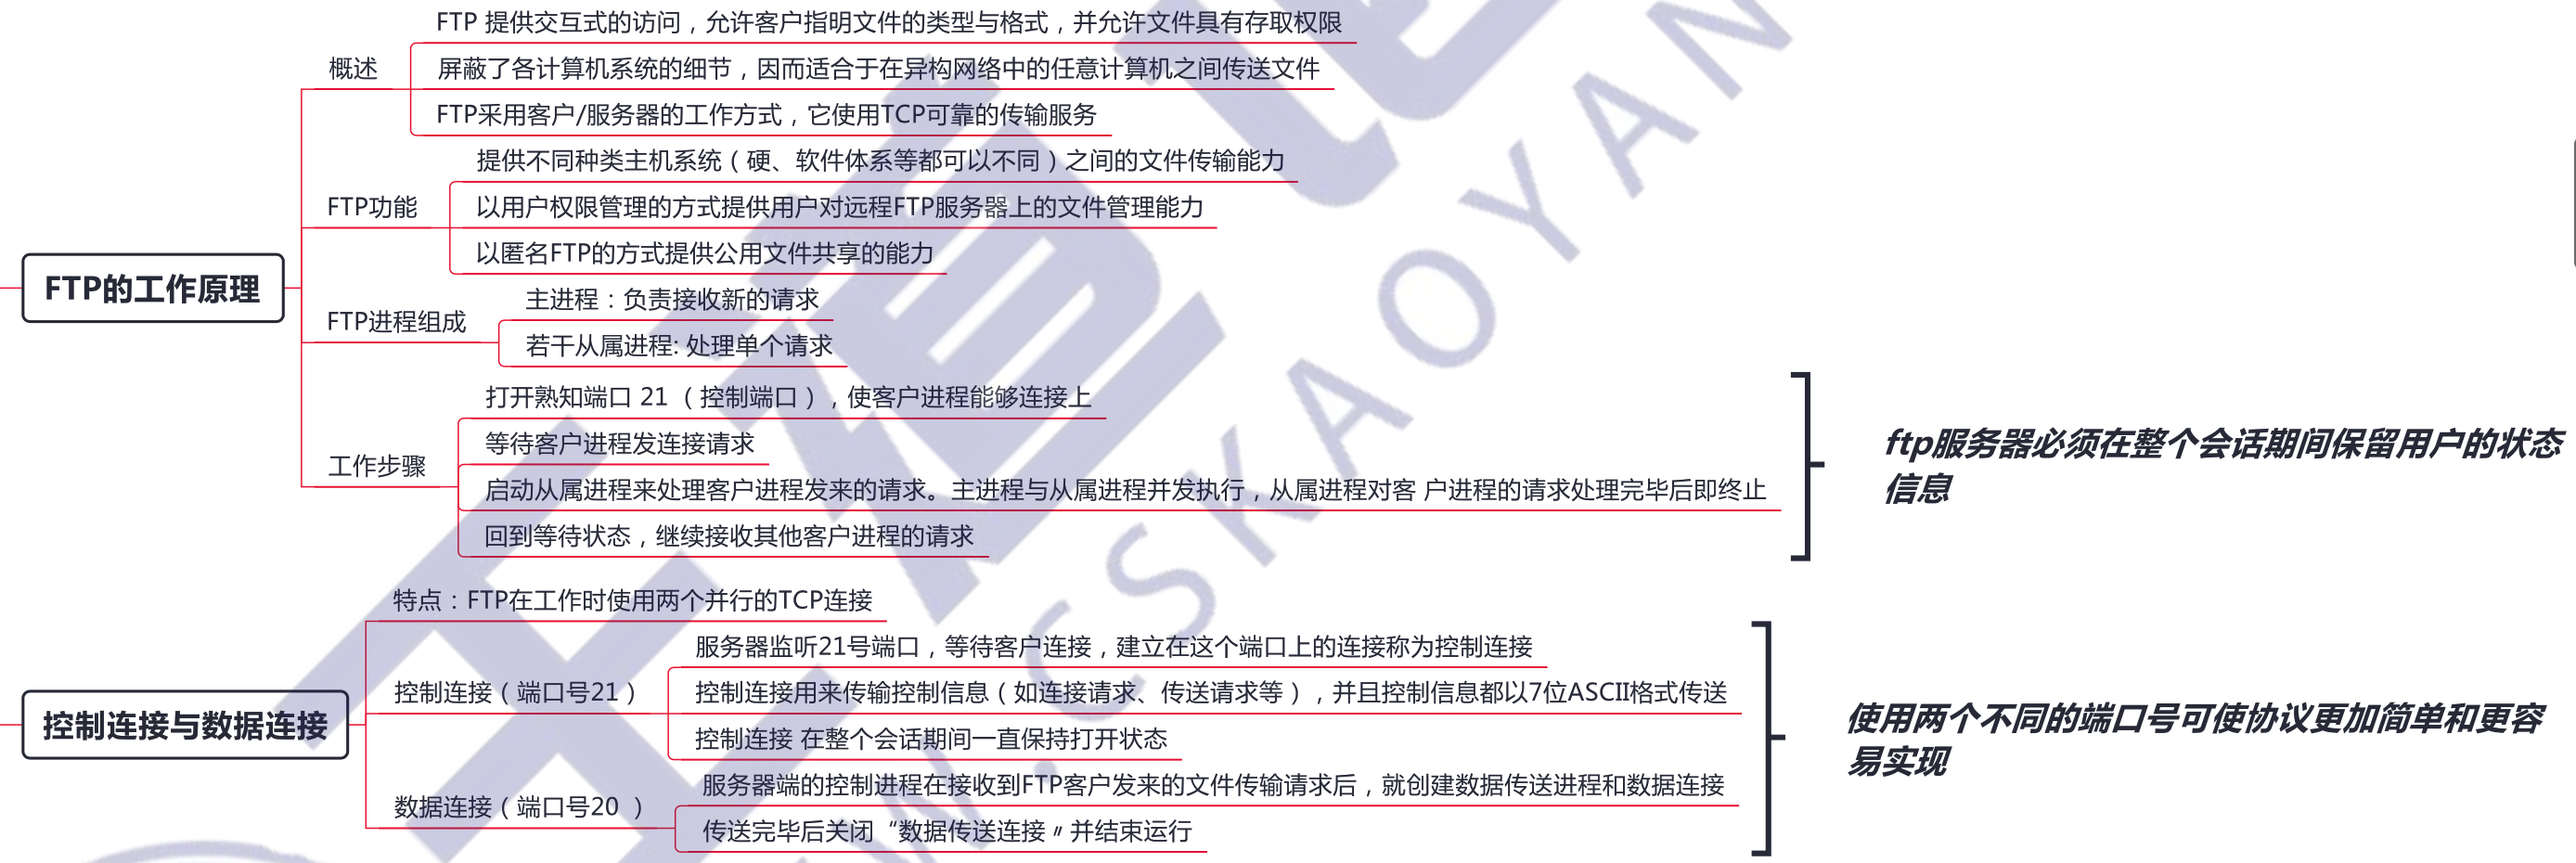 FTP 提供交互式的访问，允许客户指明文件的类型与格式，并允许文件具有存取权限
概述
屏蔽了各计算机系统的细节，因而适合于在异构网络中的任意计算机之间传送文件
FTP采用客户/服务器的工作方式，它使用TCP可靠的传输服务
提供不同种类主机系统（硬、软件体系等都可以不同）之间的文件传输能力
FTP功能
以用户权限管理的方式提供用户对远程FTP服务器上的文件管理能力
以匿名FTP的方式提供公用文件共享的能力
FTP的工作原理
主进程：负责接收新的请求
FTP进程组成
若干从属进程: 处理单个请求
打开熟知端口 21 （控制端口），使客户进程能够连接上
等待客户进程发连接请求
工作步骤
启动从属进程来处理客户进程发来的请求。主进程与从属进程并发执行，从属进程对客 户进程的请求处理完毕后即终止
回到等待状态，继续接收其他客户进程的请求
ftp服务器必须在整个会话期间保留用户的状态
信息
特点：FTP在工作时使用两个并行的TCP连接
服务器监听21号端口，等待客户连接，建立在这个端口上的连接称为控制连接
控制连接（端口号21）
控制连接用来传输控制信息（如连接请求、传送请求等），并且控制信息都以7位ASCII格式传送
控制连接 在整个会话期间一直保持打开状态
控制连接与数据连接
服务器端的控制进程在接收到FTP客户发来的文件传输请求后，就创建数据传送进程和数据连接
数据连接（端口号20 ）
传送完毕后关闭“数据传送连接〃并结束运行
使用两个不同的端口号可使协议更加简单和更容
易实现
W.CSKAOYAN